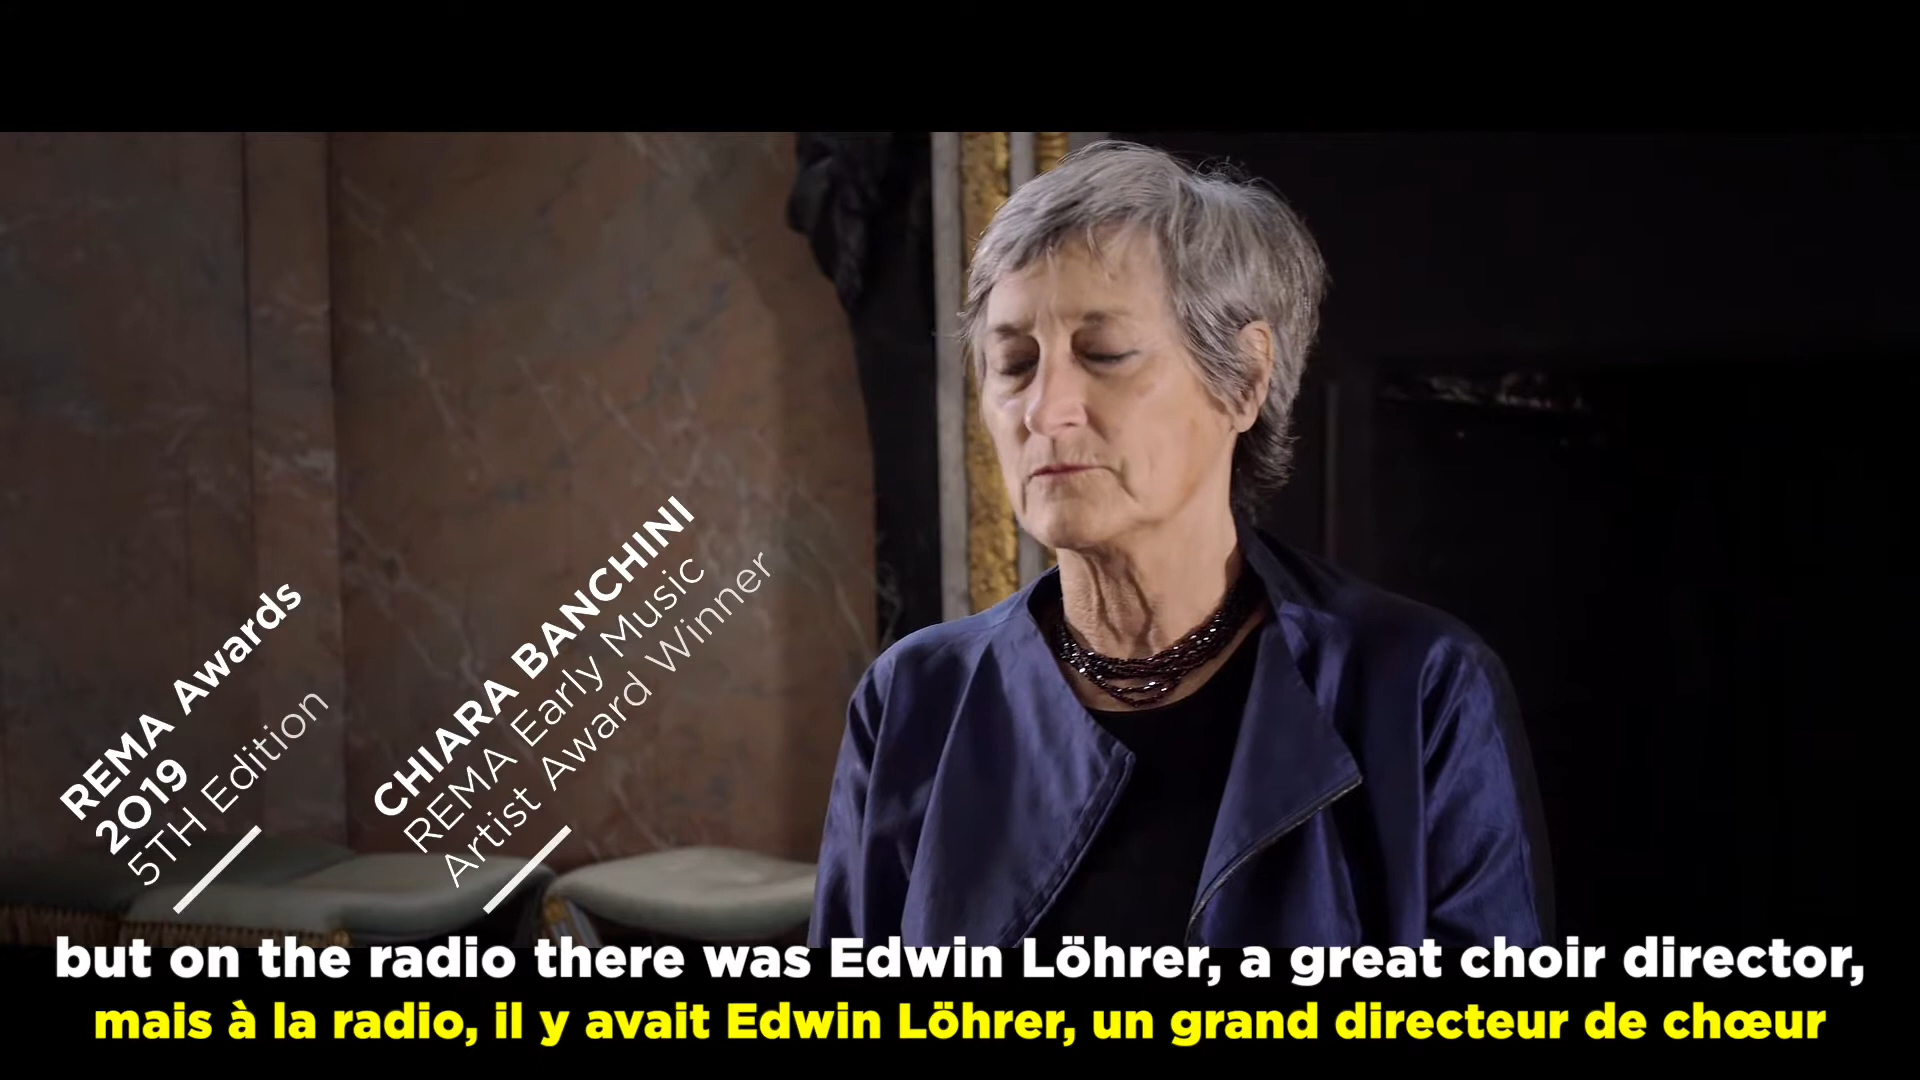 REMA Awards
2019
5TH Edition
CHIARA BANCHINI
REMA Early Music
Artist Award Winner
but on the radio there was Edwin Löhrer, a great choir director,
mais à la radio, il y avait Edwin Löhrer, un grand directeur de chœur